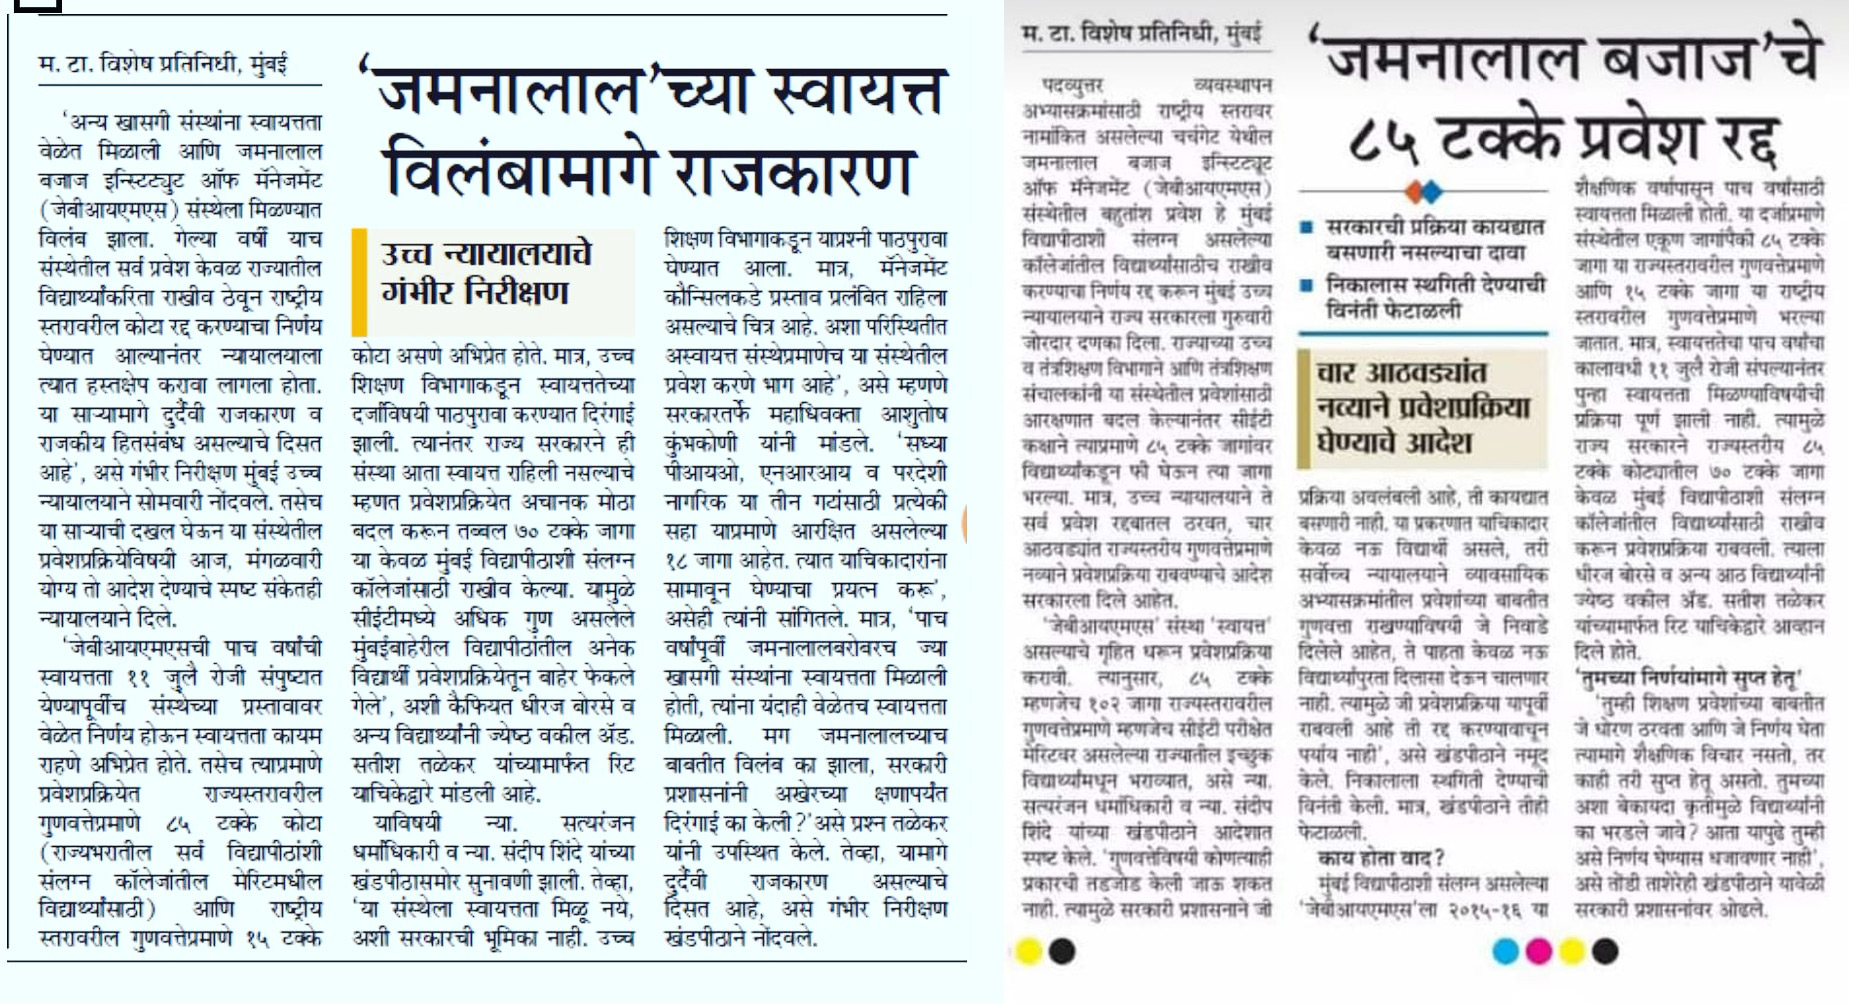 म. टा. विशेष प्रतिनिधी, मुंबई
‘जमनालाल’च्या स्वायत्त
विलंबामागे राजकारण
‘अन्य खासगी संस्थांना स्वायत्तता
वेळेत मिळाली आणि जमनालाल
बजाज इन्स्टिट्युट ऑफ मॅनेजमेंट
(जेबीआयएमएस) संस्थेला मिळण्यात
विलंब झाला. गेल्या वर्षी याच
संस्थेतील सर्व प्रवेश केवळ राज्यातील
विद्यार्थ्यांकरिता राखीव ठेवून राष्ट्रीय
स्तरावरील कोटा रद्द करण्याचा निर्णय
घेण्यात आल्यानंतर न्यायालयाला
त्यात हस्तक्षेप करावा लागला होता.
या साऱ्यामागे दुर्दैवी राजकारण व
राजकीय हितसंबंध असल्याचे दिसत
आहे’, असे गंभीर निरीक्षण मुंबई उच्च
न्यायालयाने सोमवारी नोंदवले. तसेच
या साऱ्याची दखल घेऊन या संस्थेतील
प्रवेशप्रक्रियेविषयी आज, मंगळवारी
योग्य तो आदेश देण्याचे स्पष्ट संकेतही
न्यायालयाने दिले.
‘जेबीआयएमएसची पाच वर्षांची
स्वायत्तता ११ जुलै रोजी संपुष्टात
येण्यापूर्वीच संस्थेच्या प्रस्तावावर
वेळेत निर्णय होऊन स्वायत्तता कायम
राहणे अभिप्रेत होते. तसेच त्याप्रमाणे
प्रवेशप्रक्रियेत राज्यस्तरावरील
गुणवत्तेप्रमाणे ८५ टक्के कोटा
(राज्यभरातील सर्व विद्यापीठांशी
संलग्न कॉलेजांतील मेरिटमधील
विद्यार्थ्यांसाठी) आणि राष्ट्रीय
स्तरावरील गुणवत्तेप्रमाणे १५ टक्के
उच्च न्यायालयाचे
गंभीर निरीक्षण
कोटा असणे अभिप्रेत होते. मात्र, उच्च
शिक्षण विभागाकडून स्वायत्ततेच्या
दर्जाविषयी पाठपुरावा करण्यात दिरंगाई
झाली. त्यानंतर राज्य सरकारने ही
संस्था आता स्वायत्त राहिली नसल्याचे
म्हणत प्रवेशप्रक्रियेत अचानक मोठा
बदल करून तब्बल ७० टक्के जागा
या केवळ मुंबई विद्यापीठाशी संलग्न
कॉलेजांसाठी राखीव केल्या. यामुळे
सीईटीमध्ये अधिक गुण असलेले
मुंबईबाहेरील विद्यापीठांतील अनेक
विद्यार्थी प्रवेशप्रक्रियेतून बाहेर फेकले
गेले’, अशी कैफियत धीरज बोरसे व
अन्य विद्यार्थ्यांनी ज्येष्ठ वकील अॅड.
सतीश तळेकर यांच्यामार्फत रिट
याचिकेद्वारे मांडली आहे.
याविषयी न्या. सत्यरंजन
धर्माधिकारी व न्या. संदीप शिंदे यांच्या
खंडपीठासमोर सुनावणी झाली. तेव्हा,
‘या संस्थेला स्वायत्तता मिळू नये,
अशी सरकारची भूमिका नाही. उच्च
शिक्षण विभागाकडून याप्रश्नी पाठपुरावा
घेण्यात आला. मात्र, मॅनेजमेंट
कौन्सिलकडे प्रस्ताव प्रलंबित राहिला
असल्याचे चित्र आहे. अशा परिस्थितीत
अस्वायत्त संस्थेप्रमाणेच या संस्थेतील
प्रवेश करणे भाग आहे’, असे म्हणणे
सरकारतर्फे महाधिवक्ता आशुतोष
कुंभकोणी यांनी मांडले. ‘सध्या
पीआयओ, एनआरआय व परदेशी
नागरिक या तीन गटांसाठी प्रत्येकी
सहा याप्रमाणे आरक्षित असलेल्या
१८ जागा आहेत. त्यात याचिकादारांना
सामावून घेण्याचा प्रयत्न करू’,
असेही त्यांनी सांगितले. मात्र, ‘पाच
वर्षांपूर्वी जमनालालबरोबरच ज्या
खासगी संस्थांना स्वायत्तता मिळाली
होती, त्यांना यंदाही वेळेतच स्वायत्तता
मिळाली. मग जमनालालच्याच
बाबतीत विलंब का झाला, सरकारी
प्रशासनांनी अखेरच्या क्षणापर्यंत
दिरंगाई का केली?’असे प्रश्न तळेकर
यांनी उपस्थित केले. तेव्हा, यामागे
दुर्दैवी राजकारण असल्याचे
दिसत आहे, असे गंभीर निरीक्षण
खंडपीठाने नोंदवले.
म. टा. विशेष प्रतिनिधी, मुंबई
‘जमनालाल बजाज’चे
८५ टक्के प्रवेश रद्द
पदव्युत्तर व्यवस्थापन
अभ्यासक्रमांसाठी राष्ट्रीय स्तरावर
नामांकित असलेल्या चर्चगेट येथील
जमनालाल बजाज इन्स्टिट्यूट
ऑफ मॅनेजमेंट (जेबीआयएमएस)
संस्थेतील बहुतांश प्रवेश हे मुंबई
विद्यापीठाशी संलग्न असलेल्या
कॉलेजांतील विद्यार्थ्यांसाठीच राखीव
करण्याचा निर्णय रद्द करून मुंबई उच्च
न्यायालयाने राज्य सरकारला गुरुवारी
जोरदार दणका दिला. राज्याच्या उच्च
व तंत्रशिक्षण विभागाने आणि तंत्रशिक्षण
संचालकांनी या संस्थेतील प्रवेशांसाठी
आरक्षणात बदल केल्यानंतर सीईटी
कक्षाने त्याप्रमाणे ८५ टक्के जागांवर
विद्यार्थ्यांकडून फी घेऊन त्या जागा
भरल्या. मात्र, उच्च न्यायालयाने ते
सर्व प्रवेश रद्दबातल ठरवत, चार
आठवड्यांत राज्यस्तरीय गुणवत्तेप्रमाणे
नव्याने प्रवेशप्रक्रिया राबवण्याचे आदेश
सरकारला दिले आहेत.
‘जेबीआयएमएस’ संस्था ‘स्वायत्त’
असल्याचे गृहित धरून प्रवेशप्रक्रिया
करावी. त्यानुसार, ८५ टक्के
म्हणजेच १०२ जागा राज्यस्तरावरील
गुणवत्तेप्रमाणे म्हणजेच सीईटी परीक्षेत
मेरिटवर असलेल्या राज्यातील इच्छुक
विद्यार्थ्यांमधून भराव्यात, असे न्या.
सत्यरंजन धर्माधिकारी व न्या. संदीप
शिंदे यांच्या खंडपीठाने आदेशात
स्पष्ट केले. ‘गुणवत्तेविषयी कोणत्याही
प्रकारची तडजोड केली जाऊ शकत
नाही. त्यामुळे सरकारी प्रशासनाने जी
सरकारची प्रक्रिया कायद्यात
बसणारी नसल्याचा दावा
निकालास स्थगिती देण्याची
विनंती फेटाळली
चार आठवड्यांत
नव्याने प्रवेशप्रक्रिया
घेण्याचे आदेश
प्रक्रिया अवलंबली आहे, ती कायद्यात
बसणारी नाही. या प्रकरणात याचिकादार
केवळ नऊ विद्यार्थी असले, तरी
सर्वोच्च न्यायालयाने व्यावसायिक
अभ्यासक्रमांतील प्रवेशांच्या बाबतीत
गुणवत्ता राखण्याविषयी जे निवाडे
दिलेले आहेत, ते पाहता केवळ नऊ
विद्यार्थ्यांपुरता दिलासा देऊन चालणार
नाही. त्यामुळे जी प्रवेशप्रक्रिया यापूर्वी
राबवली आहे ती रद्द करण्यावाचून
पर्याय नाही’, असे खंडपीठाने नमूद
केले. निकालाला स्थगिती देण्याची
विनंती केली. मात्र, खंडपीठाने तीही
फेटाळली.
काय होता वाद?
मुंबई विद्यापीठाशी संलग्न असलेल्या
‘जेबीआयएमएस’ला २०१५-१६ या
शैक्षणिक वर्षापासून पाच वर्षांसाठी
स्वायत्तता मिळाली होती. या दर्जाप्रमाणे
संस्थेतील एकूण जागांपैकी ८५ टक्के
जागा या राज्यस्तरावरील गुणवत्तेप्रमाणे
आणि १५ टक्के जागा या राष्ट्रीय
स्तरावरील गुणवत्तेप्रमाणे भरल्या
जातात. मात्र, स्वायत्ततेचा पाच वर्षांचा
कालावधी ११ जुलै रोजी संपल्यानंतर
पुन्हा स्वायत्तता मिळण्याविषयीची
प्रक्रिया पूर्ण झाली नाही. त्यामुळे
राज्य सरकारने राज्यस्तरीय ८५
टक्के कोट्यातील ७० टक्के जागा
केवळ मुंबई विद्यापीठाशी संलग्न
कॉलेजांतील विद्यार्थ्यांसाठी राखीव
करून प्रवेशप्रक्रिया राबवली. त्याला
धीरज बोरसे व अन्य आठ विद्यार्थ्यांनी
ज्येष्ठ वकील अॅड. सतीश तळेकर
यांच्यामार्फत रिट याचिकेद्वारे आव्हान
दिले होते.
‘तुमच्या निर्णयांमागे सुप्त हेतू’
‘तुम्ही शिक्षण प्रवेशांच्या बाबतीत
जे धोरण ठरवता आणि जे निर्णय घेता
त्यामागे शैक्षणिक विचार नसतो, तर
काही तरी सुप्त हेतू असतो. तुमच्या
अशा बेकायदा कृतीमुळे विद्यार्थ्यांनी
का भरडले जावे? आता यापुढे तुम्ही
असे निर्णय घेण्यास धजावणार नाही’,
असे तोंडी ताशेरेही खंडपीठाने यावेळी
सरकारी प्रशासनांवर ओढले.